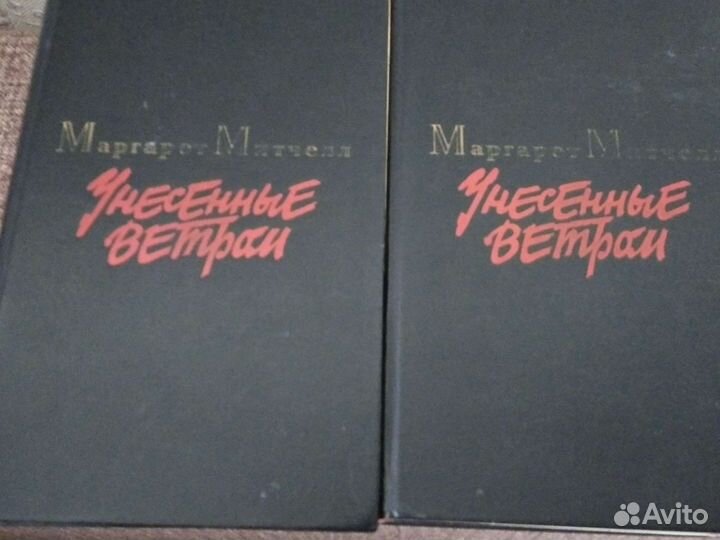 Маргарет Митчелл
Унесенные
ветром
Маргарет Митчелл
Унесенные
ветром
Avito